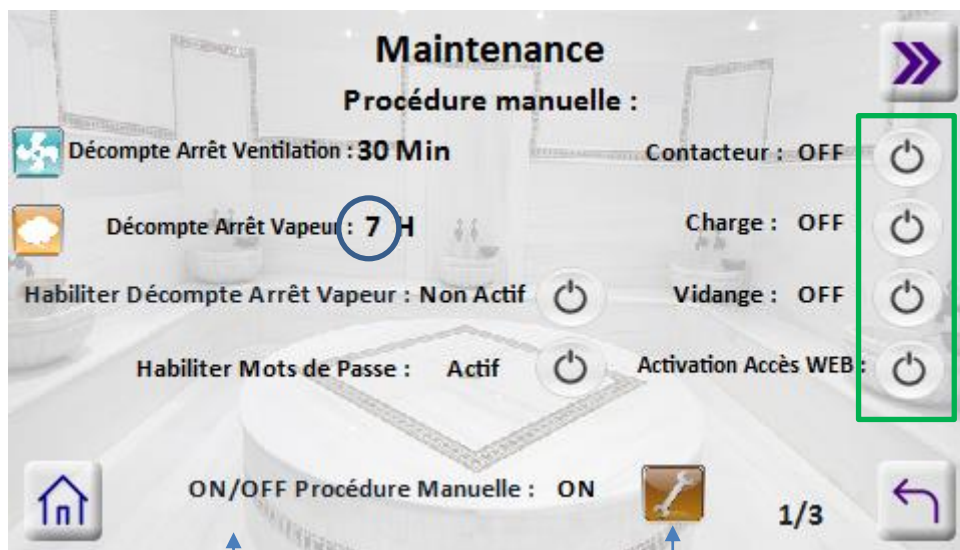 Maintenance
Procédure manuelle :
Décompte Arrêt Ventilation : 30 Min
Contacteur : OFF
Décompte Arrêt Vapeur : 7 H
Charge : OFF
Habiliter Décompte Arrêt Vapeur : Non Actif
Vidange : OFF
Habiliter Mots de Passe : Actif
Activation Accès WEB :
ON/OFF Procédure Manuelle : ON
1/3